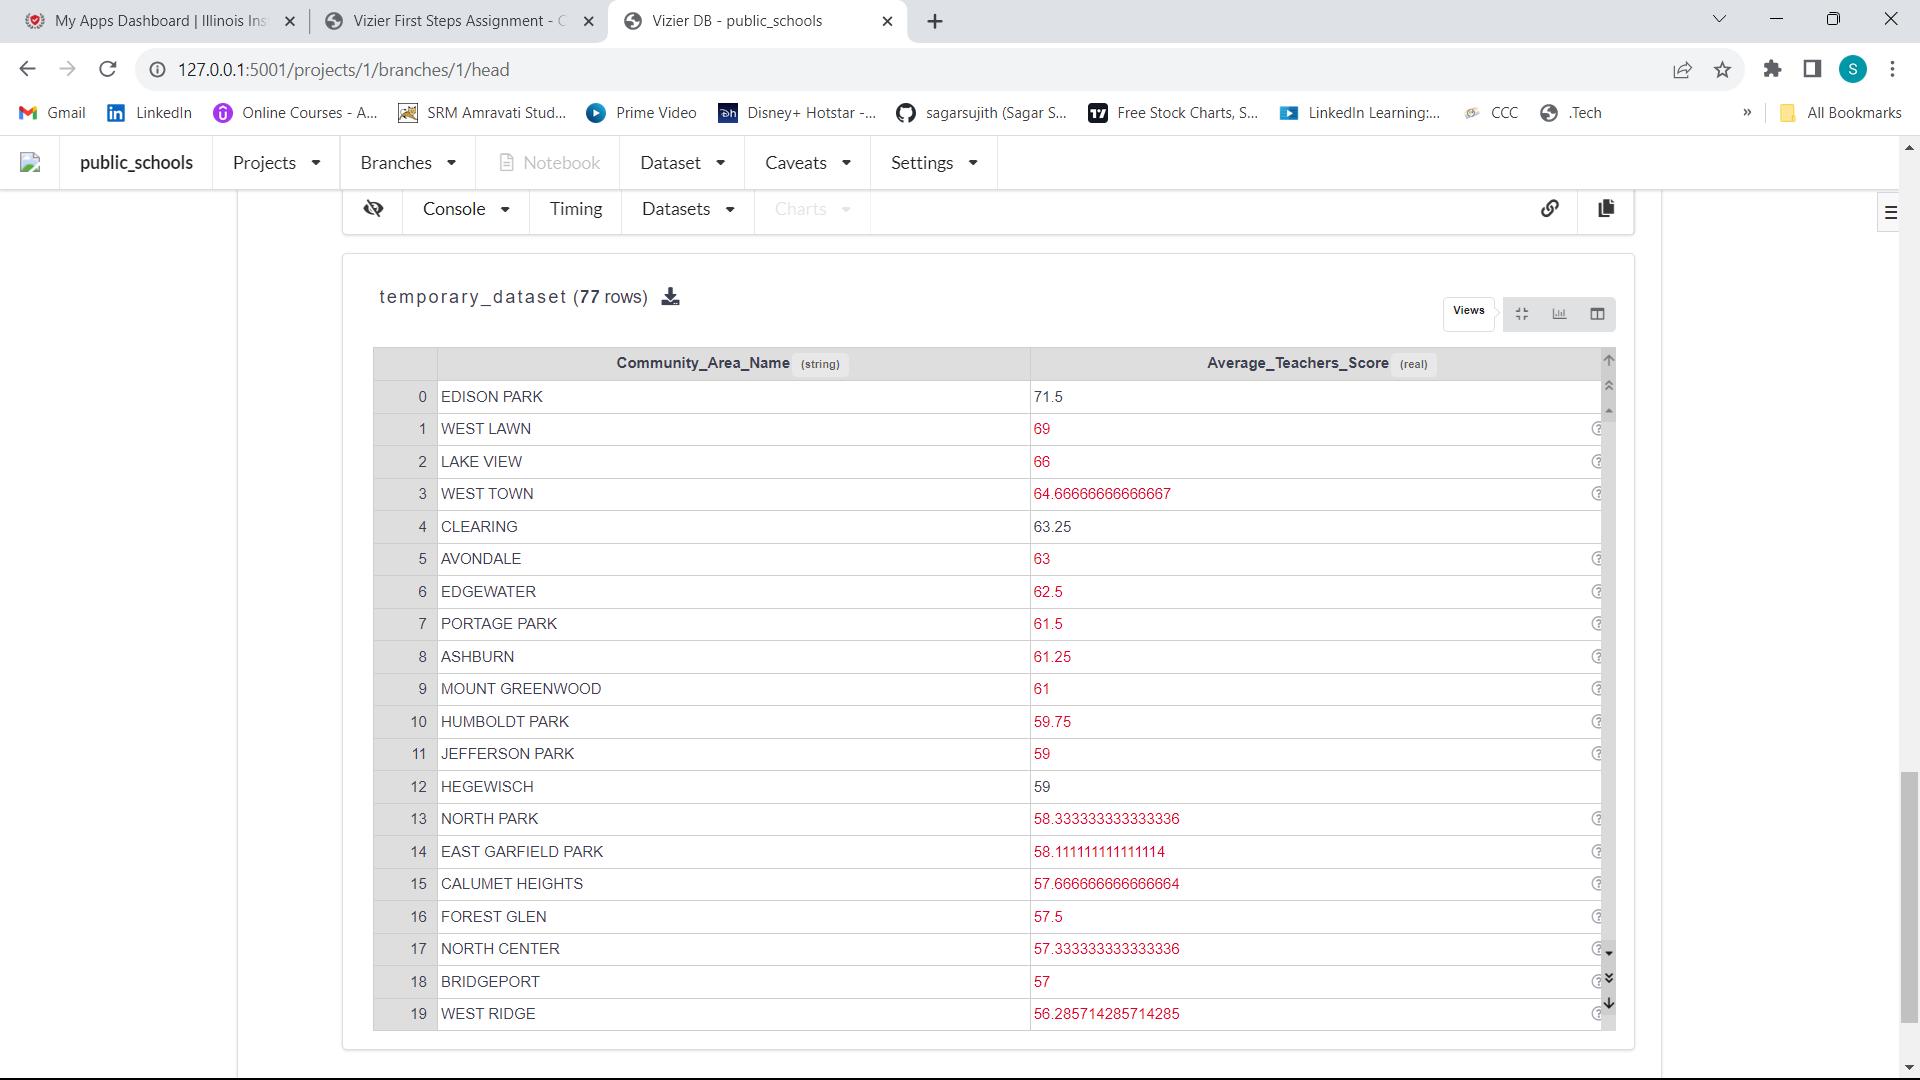 My Apps Dashboard | Illinois Ins
Vizier First Steps Assignment - C
Vizier DB - public_schools
127.0.0.1:5001/projects/1/branches/1/head
S
Gmail
LinkedIn
Online Courses - A...
SRM Amravati Stud...
Prime Video
Disney+ Hotstar -...
sagarsujith (Sagar S...
Free Stock Charts, S...
LinkedIn Learning:...
CCC
.Tech
»
All Bookmarks
public_schools
Projects
Branches
Notebook
Dataset
Caveats
Settings
Console
Timing
Datasets
Charts
temporary_dataset (77 rows)
Views
Community_Area_Name (string) Average_Teachers_Score (real)
0 EDISON PARK 71.5
1 WEST LAWN 69
2 LAKE VIEW 66
3 WEST TOWN 64.66666666666667
4 CLEARING 63.25
5 AVONDALE 63
6 EDGEWATER 62.5
7 PORTAGE PARK 61.5
8 ASHBURN 61.25
9 MOUNT GREENWOOD 61
10 HUMBOLDT PARK 59.75
11 JEFFERSON PARK 59
12 HEGEWISCH 59
13 NORTH PARK 58.333333333333336
14 EAST GARFIELD PARK 58.111111111111114
15 CALUMET HEIGHTS 57.666666666666664
16 FOREST GLEN 57.5
17 NORTH CENTER 57.333333333333336
18 BRIDGEPORT 57
19 WEST RIDGE 56.285714285714285